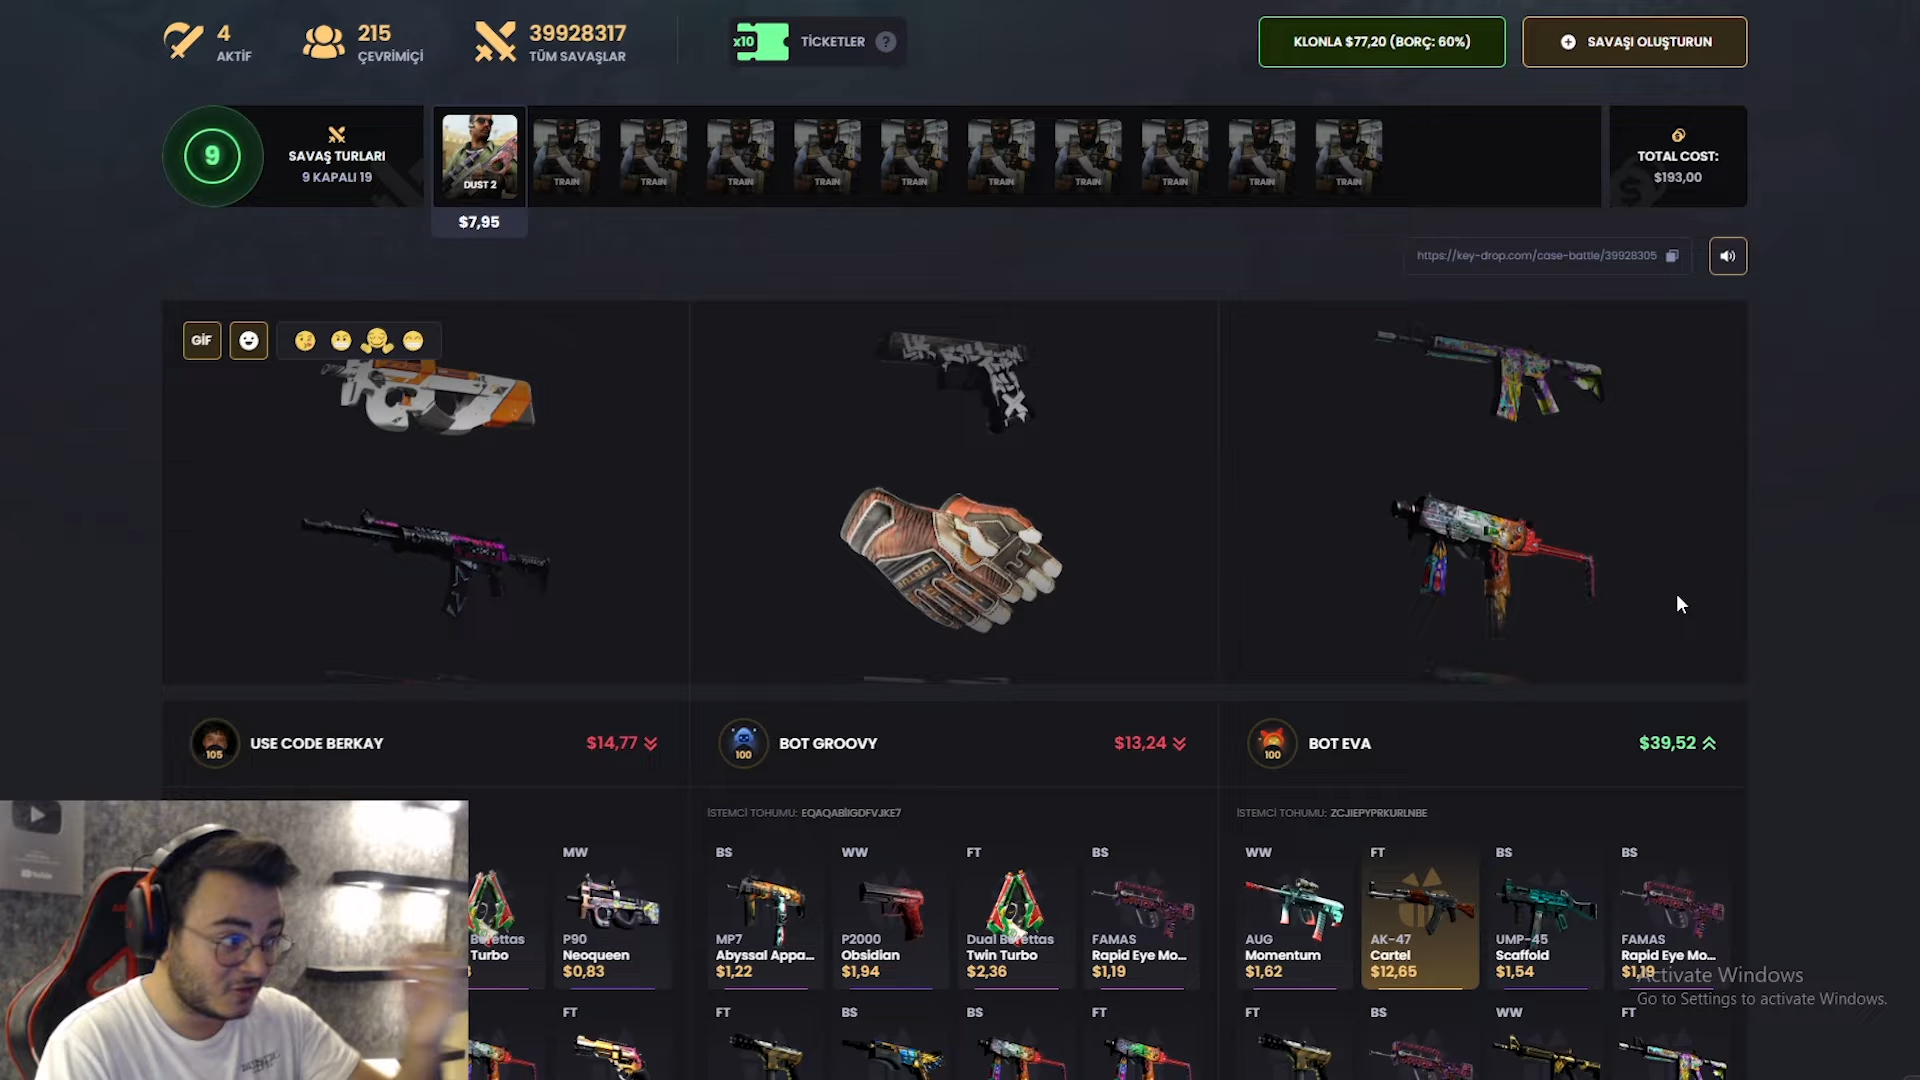 4
AKTİF
215
ÇEVRİMİÇİ
39928317
TÜM SAVAŞLAR
x10
TİCKETLER ?
KLONLA $77,20 (BORÇ: 60%)
SAVAŞI OLUŞTURUN
9
SAVAŞ TURLARI
9 KAPALI 19
DUST 2
$7,95
TRAIN
TRAIN
TRAIN
TRAIN
TRAIN
TRAIN
TRAIN
TRAIN
TRAIN
TRAIN
TOTAL COST:
$193,00
https://key-drop.com/case-battle/39928305
GIF
105
USE CODE BERKAY
$14,77
100
BOT GROOVY
$13,24
100
BOT EVA
$39,52
İSTEMCİ TOHUMU: EQAQABIIGDFVJKE7
İSTEMCİ TOHUMU: ZCJIEPYPRKURLNBE
Berettas
Turbo
MW
P90
Neoqueen
$0,83
BS
MP7
Abyssal Appa...
$1,22
WW
P2000
Obsidian
$1,94
FT
Dual Berettas
Twin Turbo
$2,36
BS
FAMAS
Rapid Eye Mo...
$1,19
WW
AUG
Momentum
$1,62
FT
AK-47
Cartel
$12,65
BS
UMP-45
Scaffold
$1,54
BS
FAMAS
Rapid Eye Mo...
$1,19
Activate Windows
Go to Settings to activate Windows.
FT
FT
BS
BS
FT
FT
BS
WW
FT